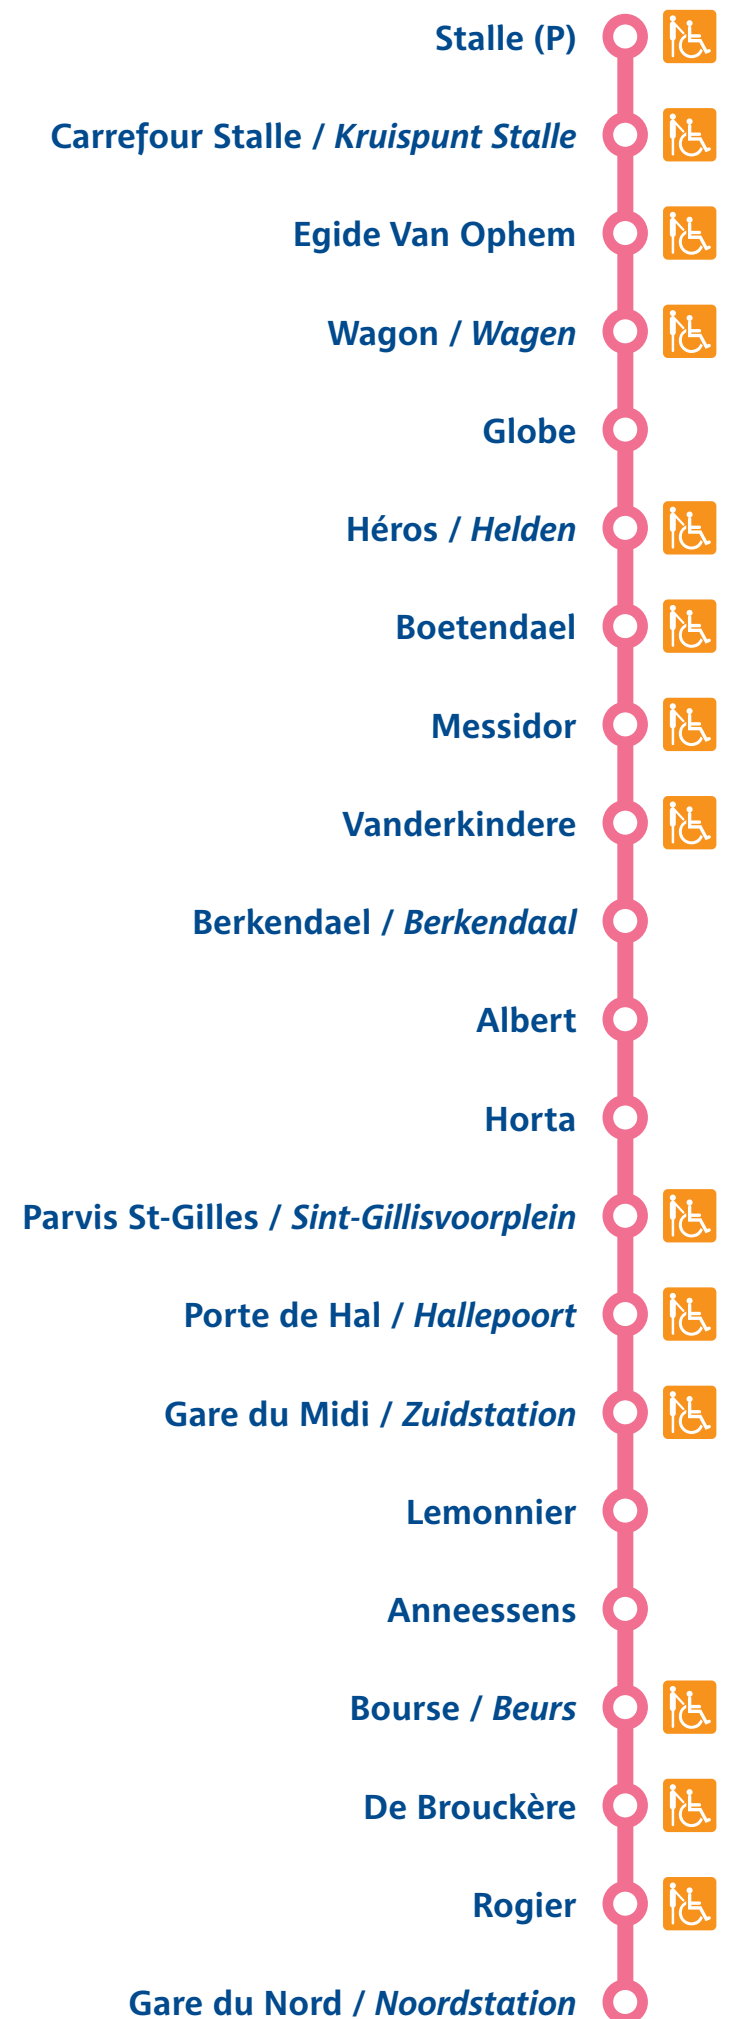 Stalle (P)
Carrefour Stalle / Kruispunt Stalle
Egide Van Ophem
Wagon / Wagen
Globe
Héros / Helden
Boetendael
Messidor
Vanderkindere
Berkendael / Berkendaal
Albert
Horta
Parvis St-Gilles / Sint-Gillisvoorplein
Porte de Hal / Hallepoort
Gare du Midi / Zuidstation
Lemonnier
Anneessens
Bourse / Beurs
De Brouckère
Rogier
Gare du Nord / Noordstation